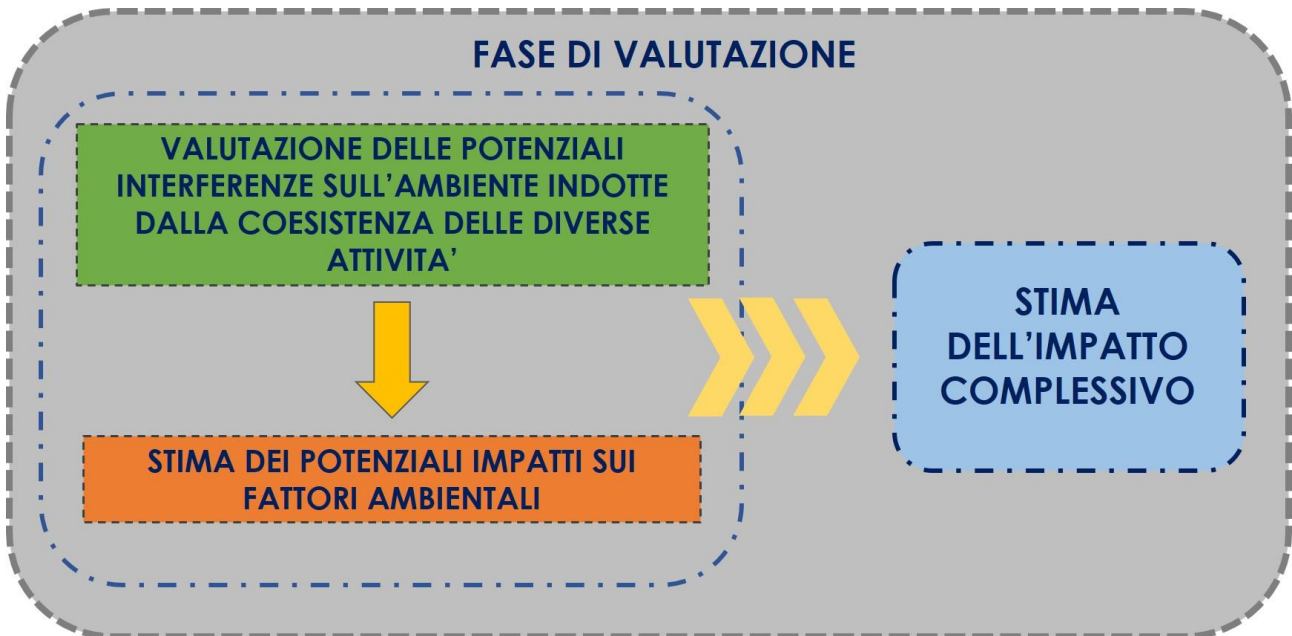 FASE DI VALUTAZIONE
VALUTAZIONE DELLE POTENZIALI
INTERFERENZE SULL’AMBIENTE INDOTTE
DALLA COESISTENZA DELLE DIVERSE
ATTIVITA’
STIMA DEI POTENZIALI IMPATTI SUI
FATTORI AMBIENTALI
STIMA
DELL’IMPATTO
COMPLESSIVO